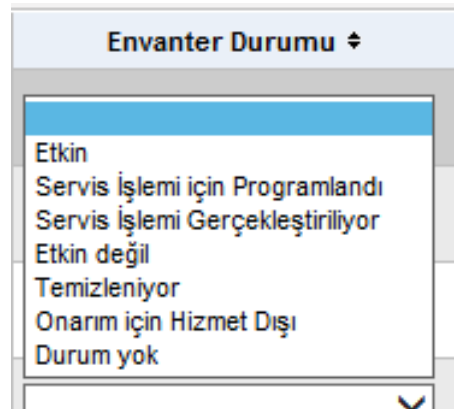 Envanter Durumu
Etkin
Servis İşlemi için Programlandı
Servis İşlemi Gerçekleştiriliyor
Etkin değil
Temizleniyor
Onarım için Hizmet Dışı
Durum yok